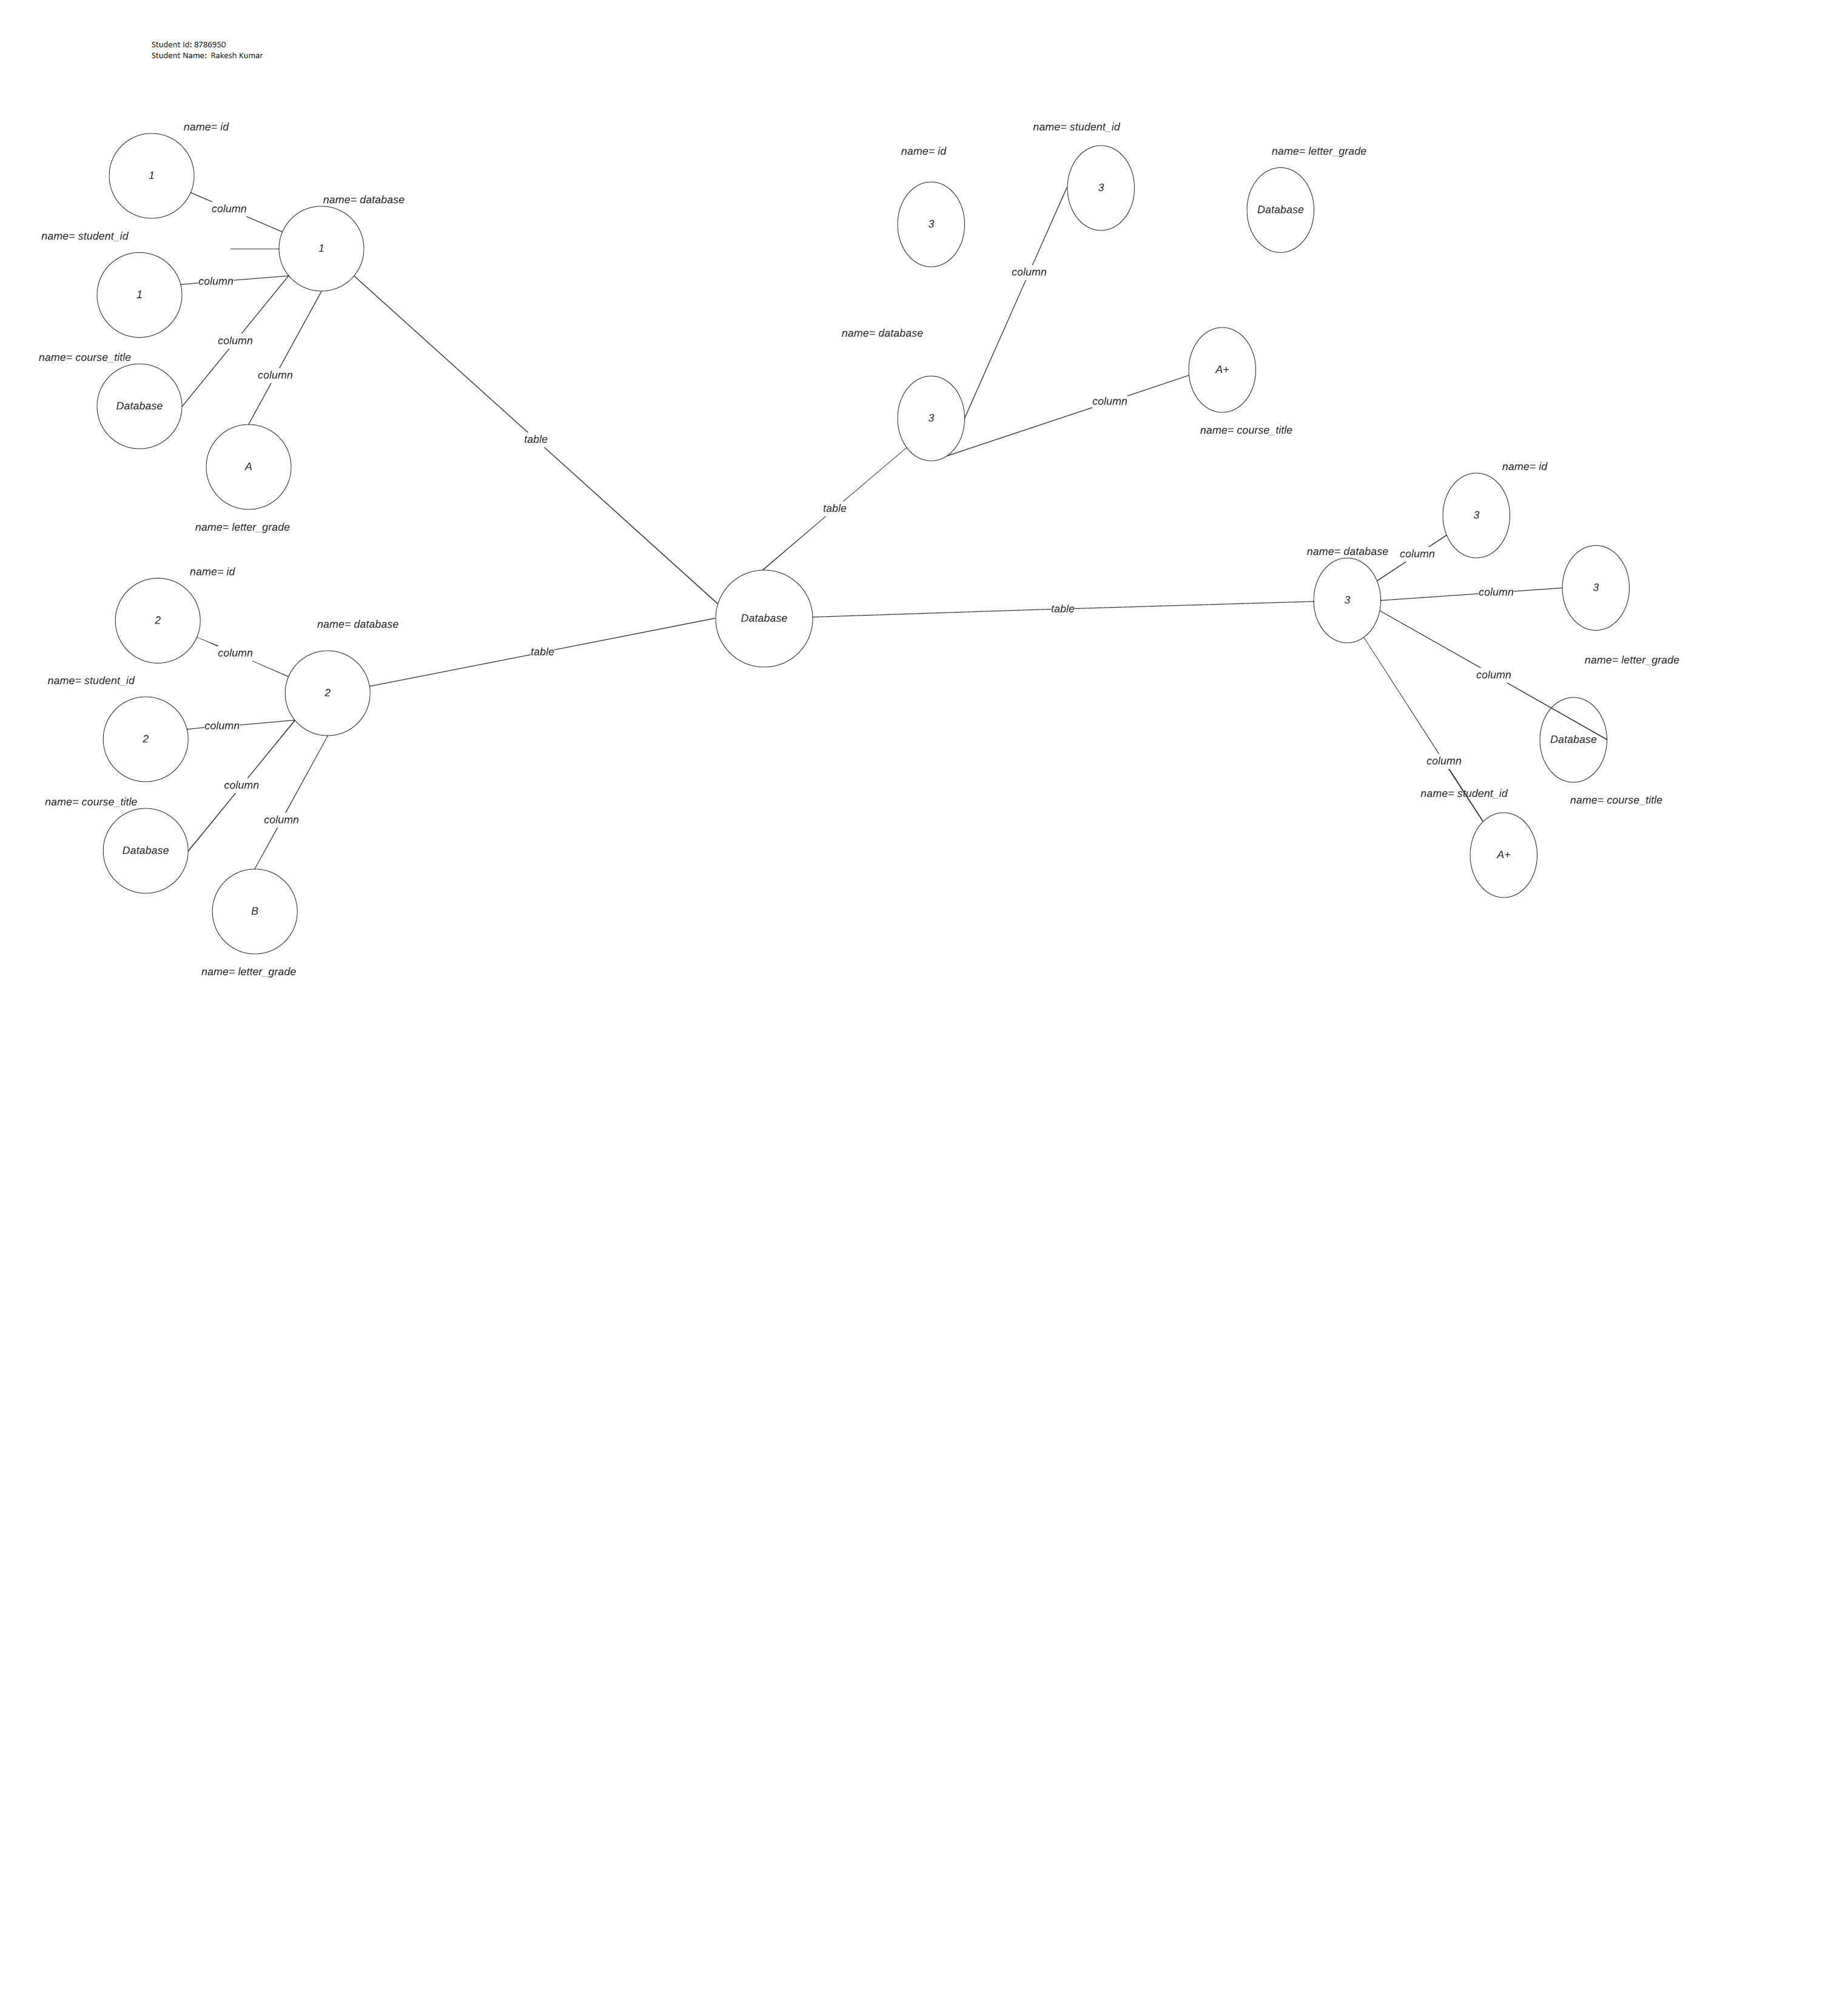 Student Id: 8786950
Student Name: Rakesh Kumar
name= id
1
column
name= database
1
name= student_id
1
column
column
name= course_title
Database
column
A
name= letter_grade
table
name= id
2
column
name= database
2
name= student_id
2
column
column
name= course_title
Database
column
B
name= letter_grade
table
Database
name= id
3
name= student_id
3
name= letter_grade
Database
column
name= database
3
column
A+
name= course_title
table
table
name= database
3
name= id
3
column
column
3
name= letter_grade
column
Database
name= course_title
column
name= student_id
A+